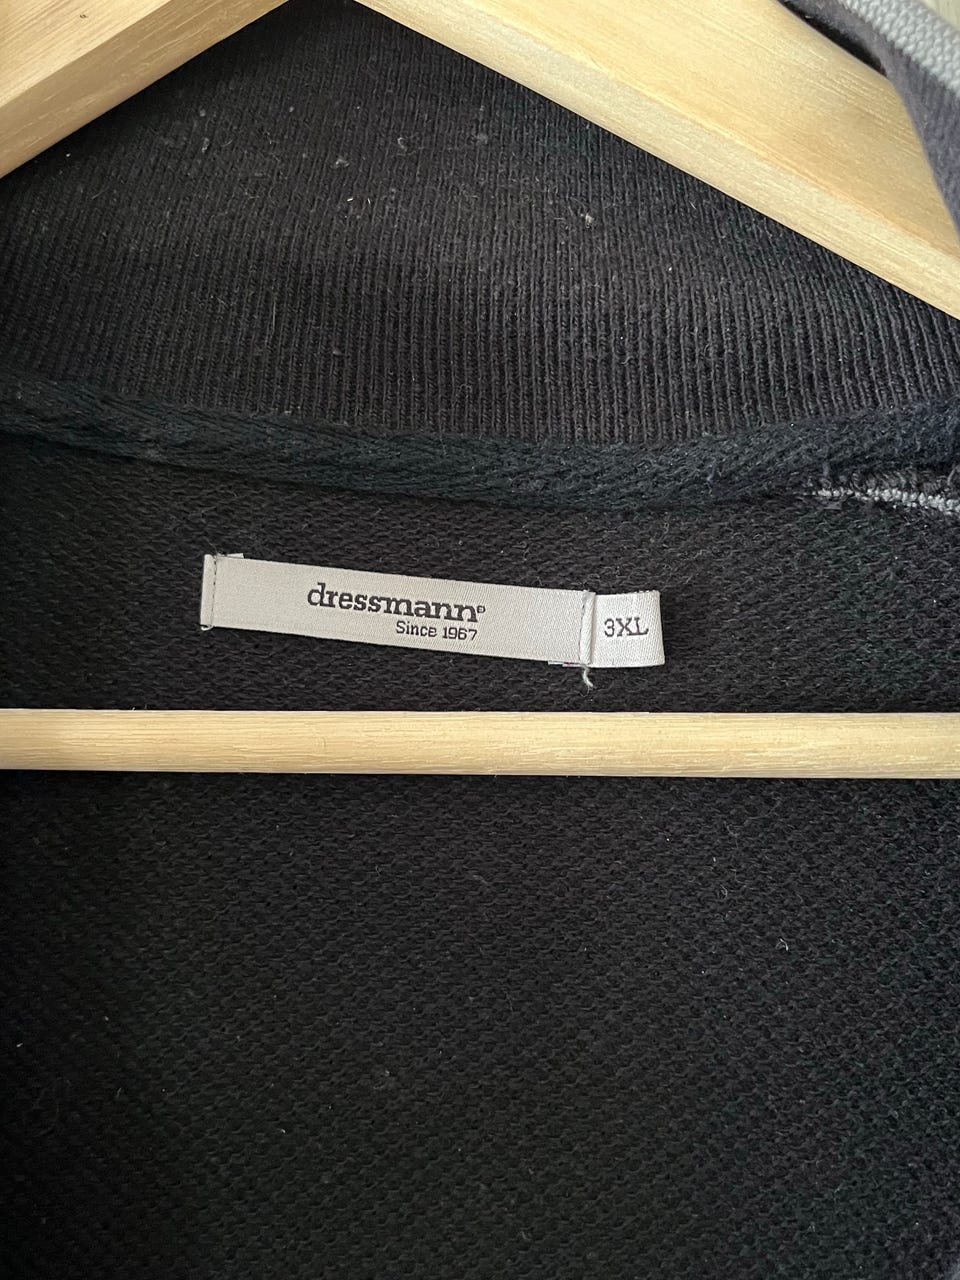 dressmann®
Since 1967
3XL